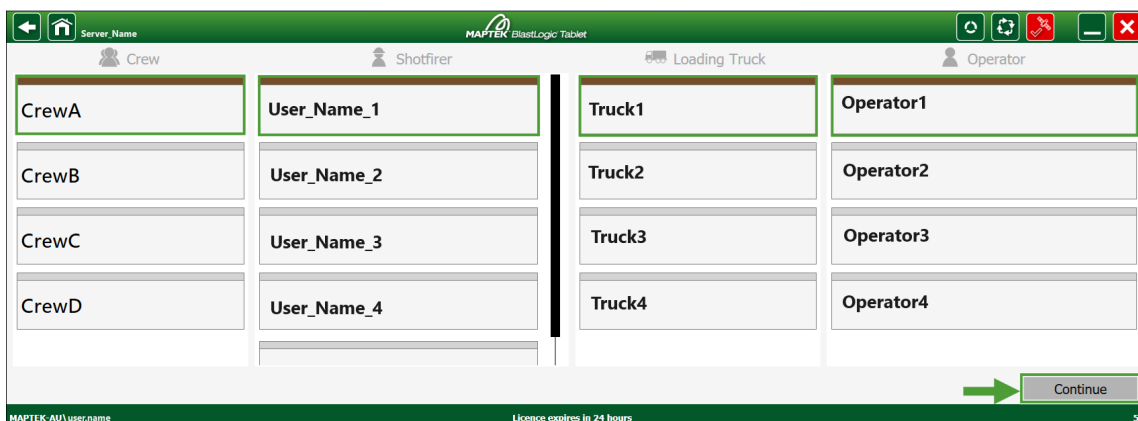 Server_Name
MAPTEK BlastLogic Tablet
Crew
Shotfirer
Loading Truck
Operator
CrewA
User_Name_1
Truck1
Operator1
CrewB
User_Name_2
Truck2
Operator2
CrewC
User_Name_3
Truck3
Operator3
CrewD
User_Name_4
Truck4
Operator4
Continue
MAPTEK-AU\user.name
Licence expires in 24 hours